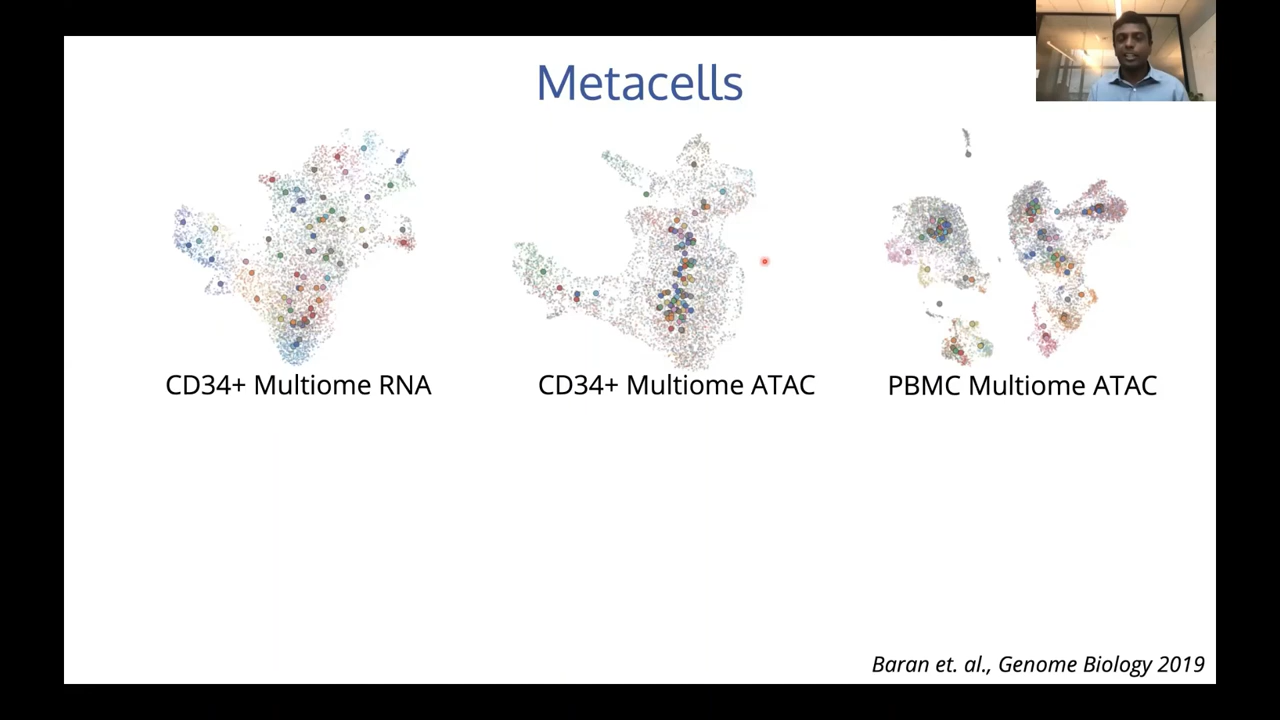 Metacells
CD34+ Multiome RNA
CD34+ Multiome ATAC
PBMC Multiome ATAC
Baran et. al., Genome Biology 2019